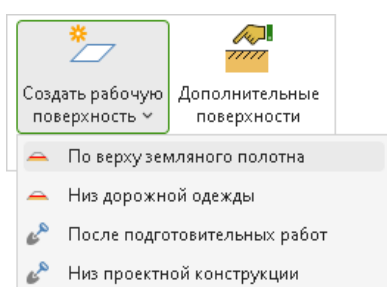 Создать рабочую
поверхность
Дополнительные
поверхности
По верху земляного полотна
Низ дорожной одежды
После подготовительных работ
Низ проектной конструкции